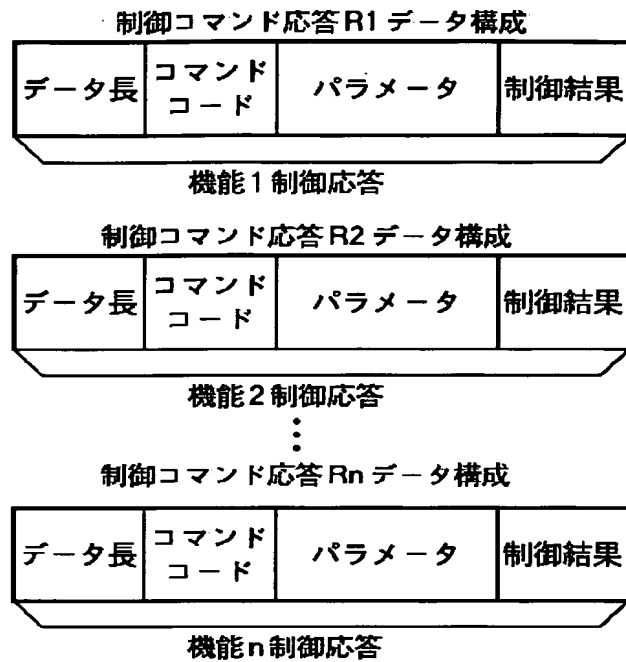 制御コマンド応答R1データ構成
データ長 コマンドコード パラメータ 制御結果
機能1制御応答
制御コマンド応答R2データ構成
データ長 コマンドコード パラメータ 制御結果
機能2制御応答
⋮
制御コマンド応答Rnデータ構成
データ長 コマンドコード パラメータ 制御結果
機能n制御応答